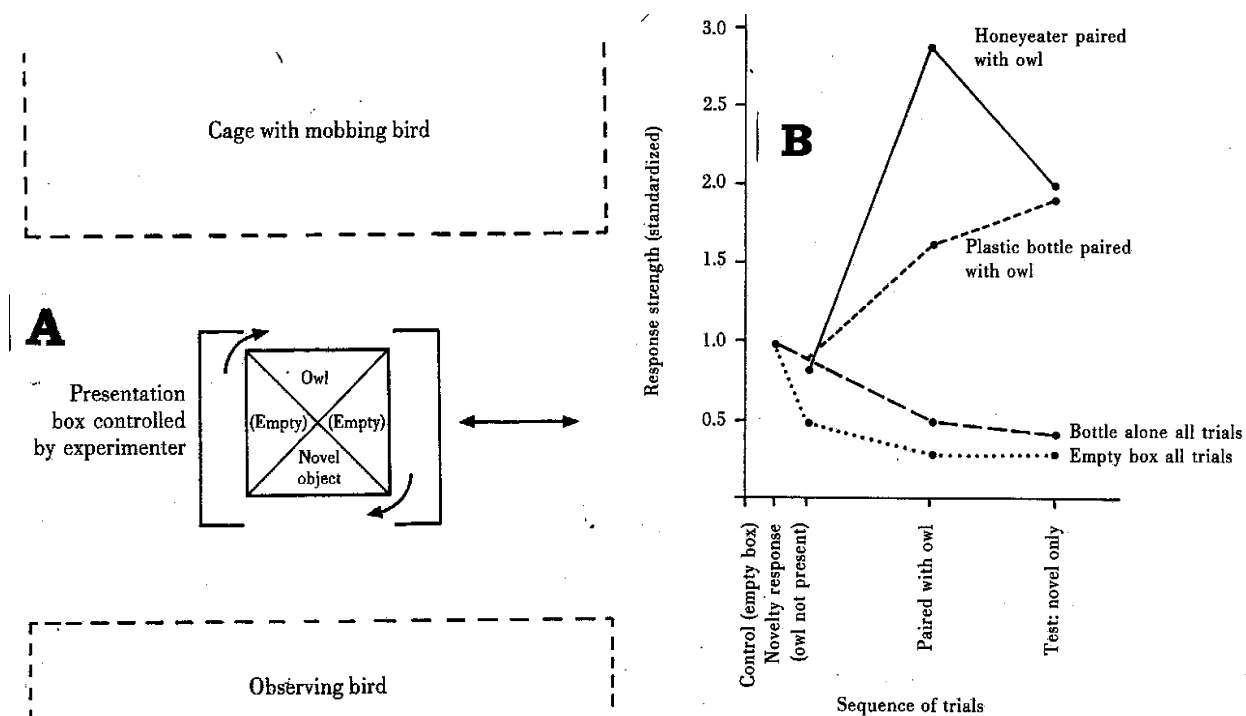 Cage with mobbing bird
A
Presentation
box controlled
by experimenter
Owl
(Empty)
(Empty)
Novel
object
Observing bird
B
Response strength (standardized)
3.0
2.5
2.0
1.5
1.0
0.5
Honeyeater paired
with owl
Plastic bottle paired
with owl
Bottle alone all trials
Empty box all trials
Control (empty box)
Novelty response
(owl not present)
Paired with owl
Test: novel only
Sequence of trials